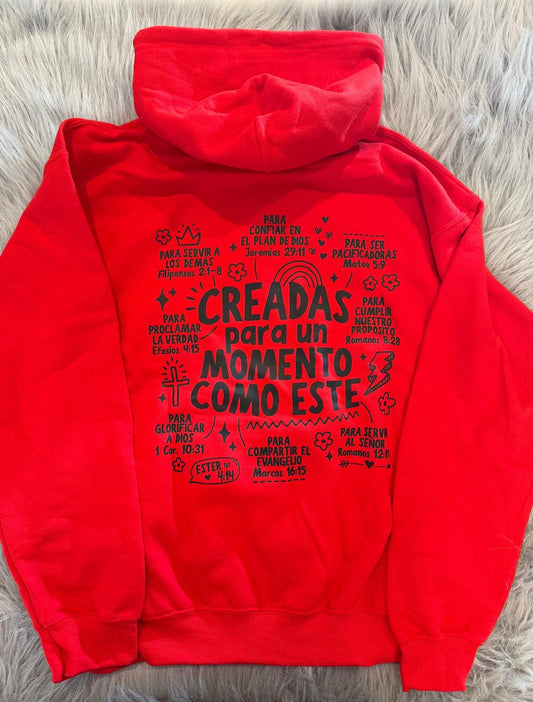 PARA
CONFIAR EN
EL PLAN DE DIOS
Jeremias 29:11
PARA SERVIR A
LOS DEMAS
Filipenses 2:1-8
PARA SER
PACIFICADORAS
Mateo 5:9
CREADAS
para un
MOMENTO
COMO ESTE
PARA
PROCLAMAR
LA VERDAD
Efesios 4:15
PARA
CUMPLIR
NUESTRO
PROPOSITO
Romanos 8:28
PARA
GLORIFICAR
A DIOS
1 Cor. 10:31
PARA
COMPARTIR EL
EVANGELIO
Marcos 16:15
PARA SERVI
AL SEÑOR
Romanos 12:11
ESTER
4:14